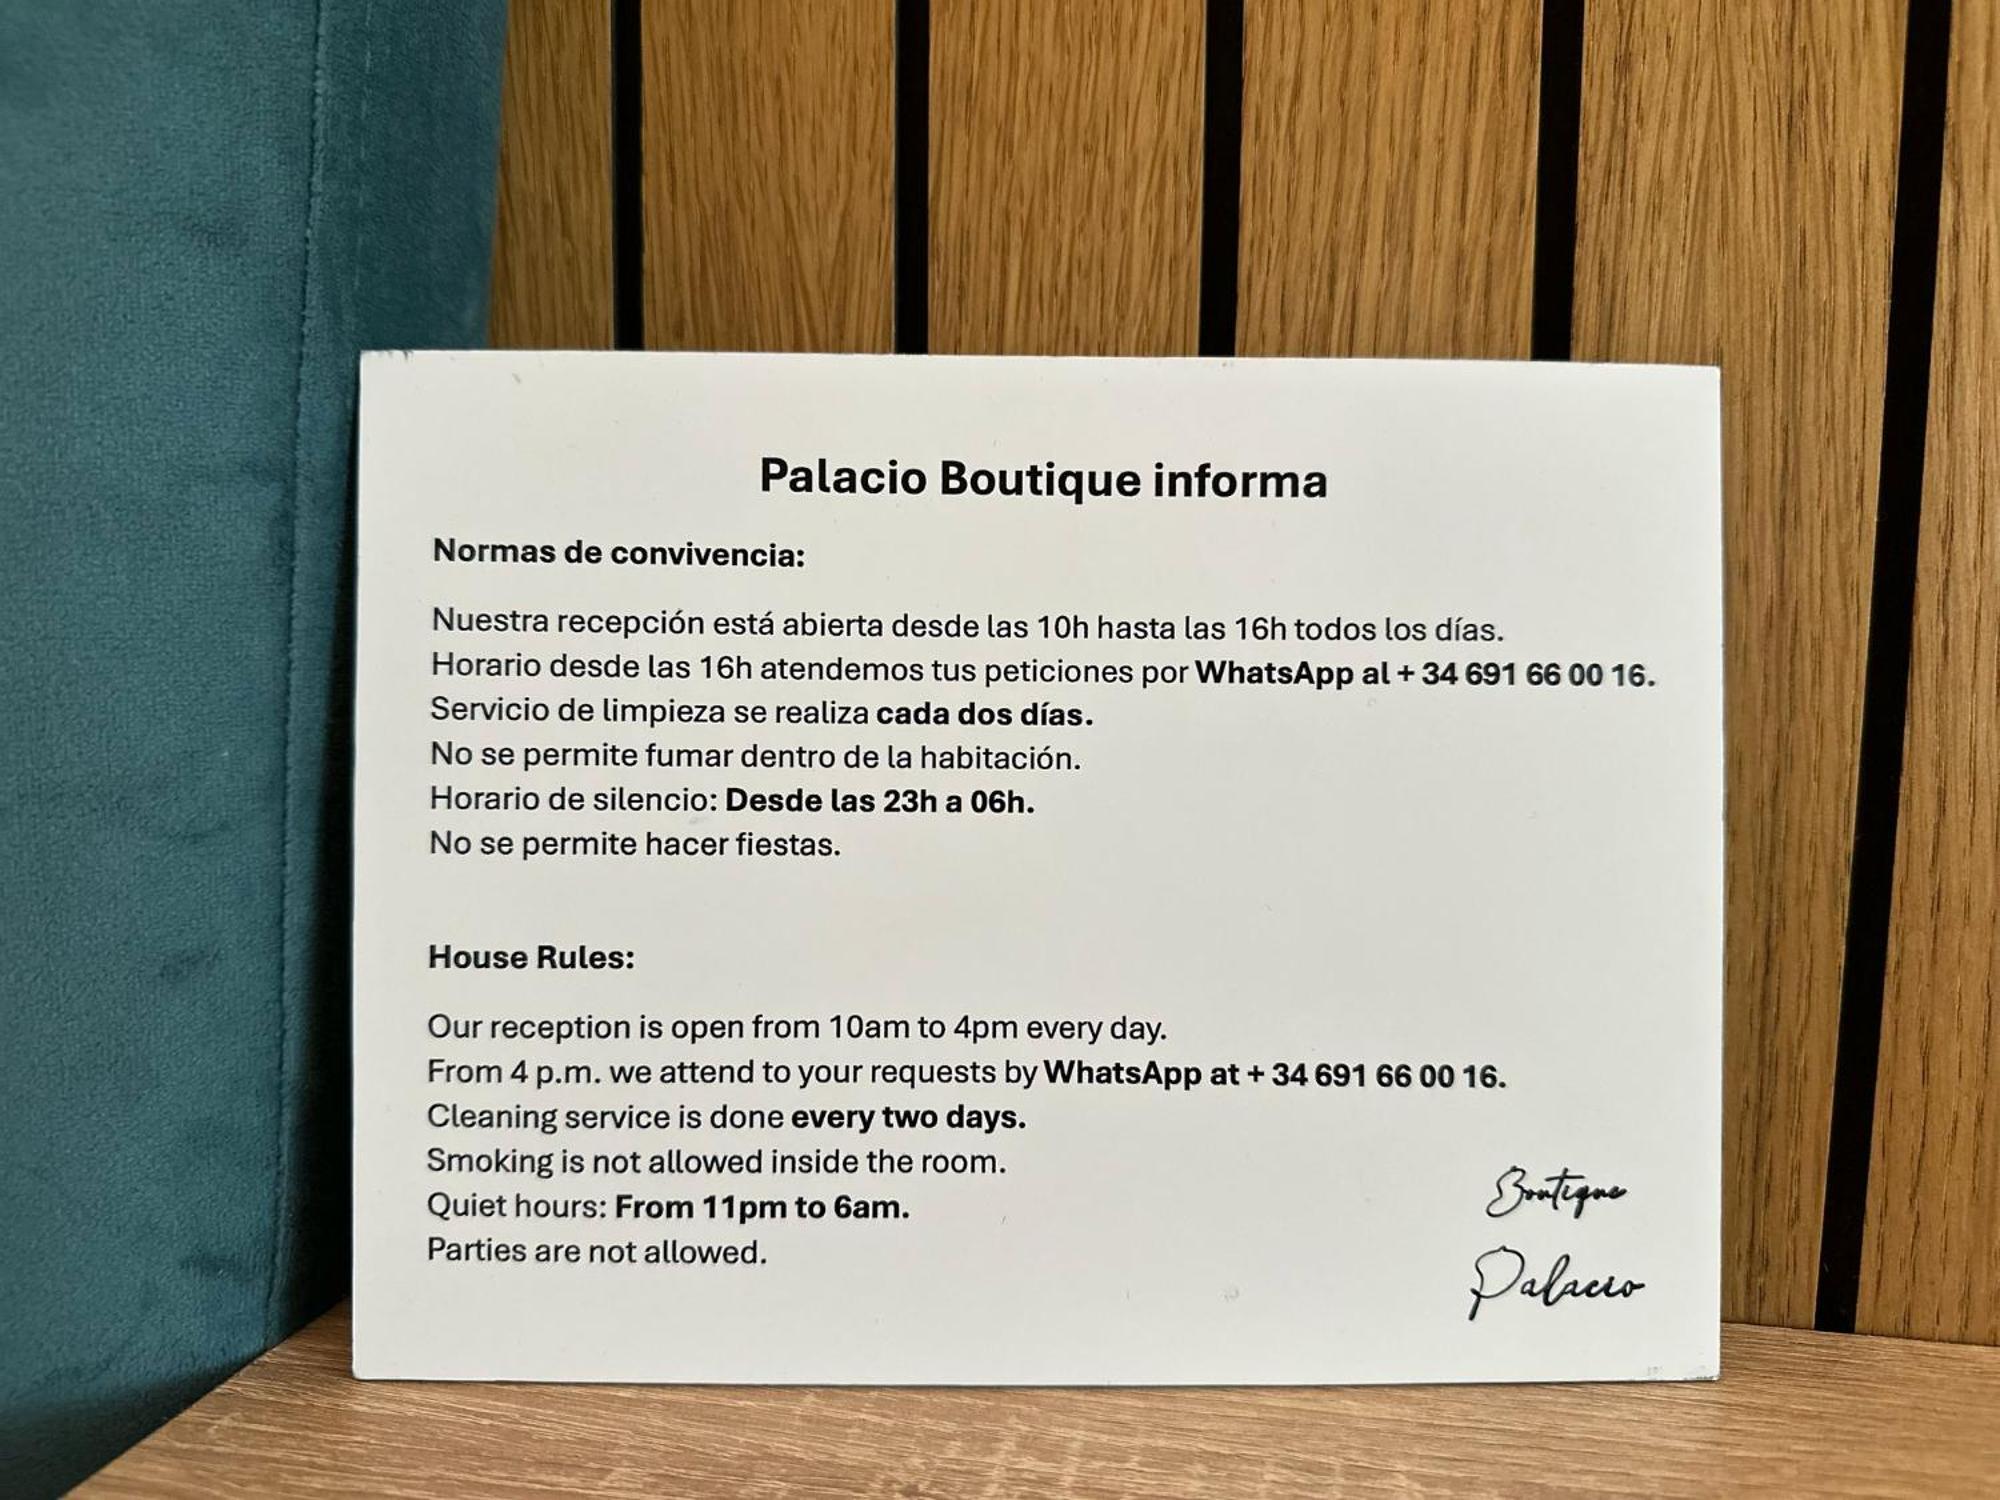 Palacio Boutique informa
Normas de convivencia:
Nuestra recepción está abierta desde las 10h hasta las 16h todos los días.
Horario desde las 16h atendemos tus peticiones por WhatsApp al + 34 691 66 00 16.
Servicio de limpieza se realiza cada dos días.
No se permite fumar dentro de la habitación.
Horario de silencio: Desde las 23h a 06h.
No se permite hacer fiestas.
House Rules:
Our reception is open from 10am to 4pm every day.
From 4 p.m. we attend to your requests by WhatsApp at + 34 691 66 00 16.
Cleaning service is done every two days.
Smoking is not allowed inside the room.
Quiet hours: From 11pm to 6am.
Parties are not allowed.
Boutique
Palacio